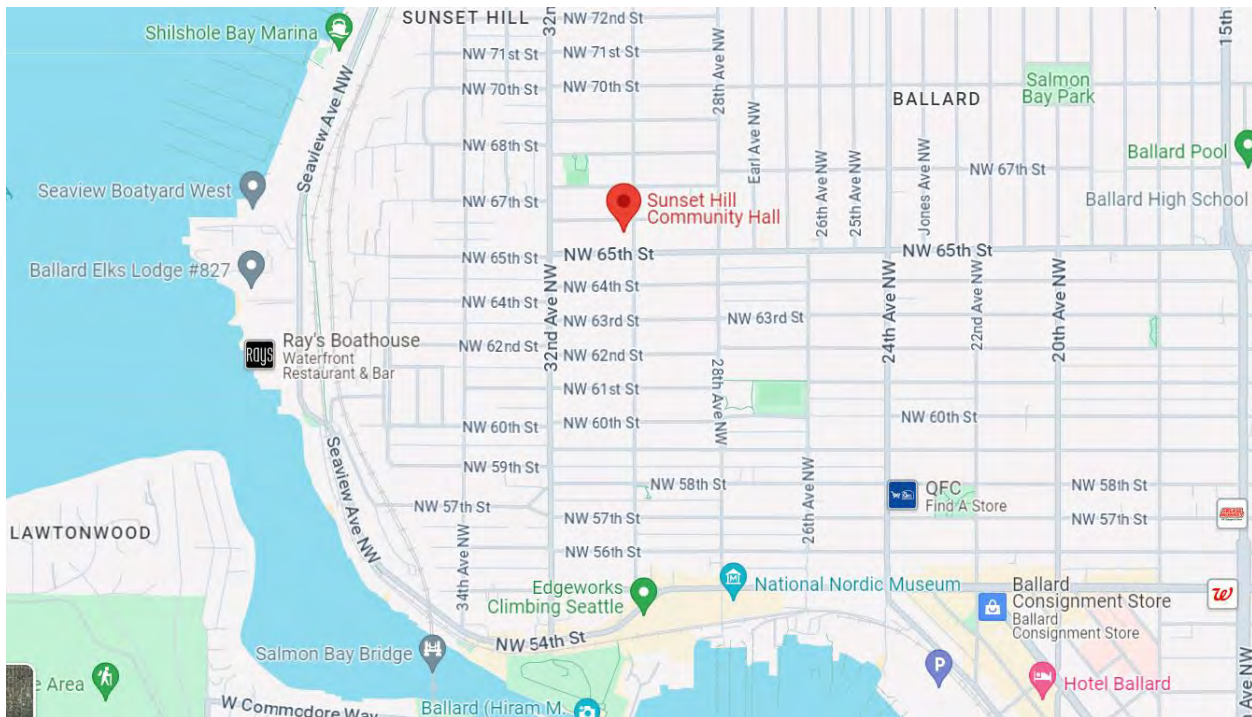 SUNSET HILL
NW 72nd St
32n
15th
Shilshole Bay Marina
NW 71st St
NW 71st St
Seaview Ave NW
NW 70th St
NW 70th St
28th Ave NW
BALLARD
Salmon
Bay Park
Earl Ave NW
NW 68th St
26th Ave NW
25th Ave NW
Jones Ave NW
NW 67th St
Ballard Pool
Seaview Boatyard West
NW 67th St
Sunset Hill
Community Hall
Ballard High School
NW 65th St
NW 65th St
NW 65th St
Ballard Elks Lodge #827
NW 64th St
NW 64th St
32nd Ave NW
24th Ave NW
22nd Ave NW
20th Ave NW
NW 63rd St
NW 63rd St
RAYS
Ray's Boathouse
Waterfront
Restaurant & Bar
NW 62nd St
NW 62nd St
28th Ave NW
NW 61st St
NW 60th St
NW 60th St
NW 60th St
Seaview Ave NW
NW 59th St
26th Ave NW
NW 58th St
QFC
Find A Store
NW 58th St
NW 57th St
NW 57th St
NW 57th St
LAWTONWOOD
34th Ave NW
NW 56th St
Edgeworks
Climbing Seattle
National Nordic Museum
Ballard
Consignment Store
Ballard
Consignment Store
W
NW 54th St
Salmon Bay Bridge
P
e Area
Hotel Ballard
W Commodore Way
Ballard (Hiram M.
Ave NW